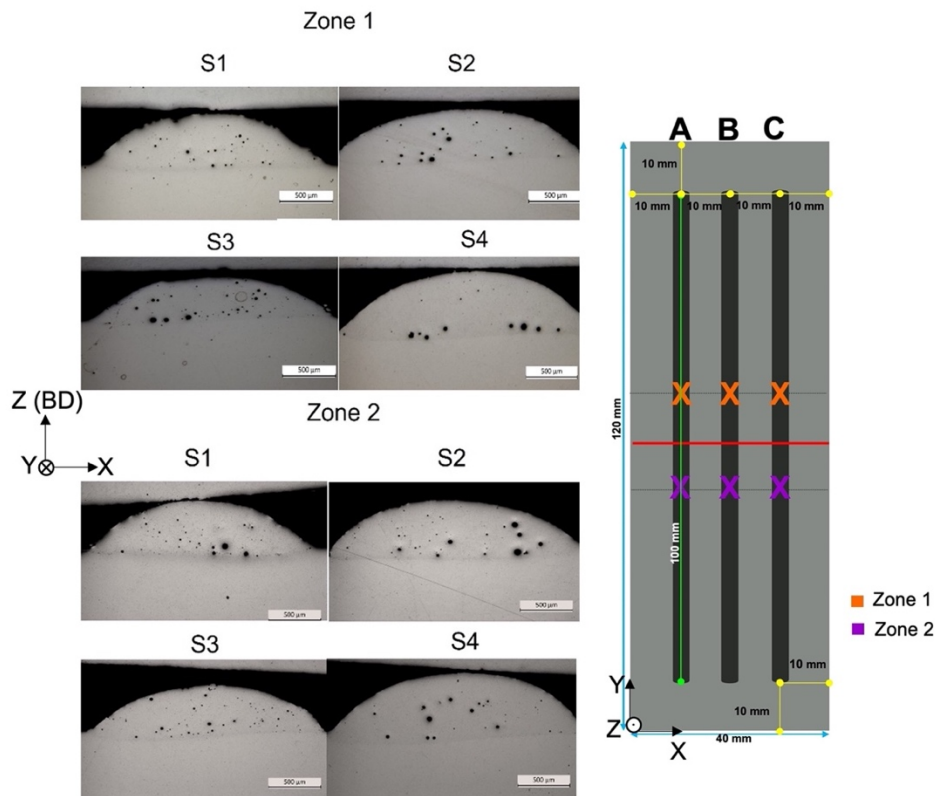 Zone 1
S1 S2
500 µm 500 µm
S3 S4
500 µm 500 µm
Z (BD)
Y X
Zone 2
S1 S2
500 µm 500 µm
S3 S4
500 µm 500 µm
A B C
10 mm
10 mm 10 mm 10 mm 10 mm
120 mm
X X X
X X X
100 mm
Zone 1
Zone 2
10 mm
Y
10 mm
Z
40 mm
X